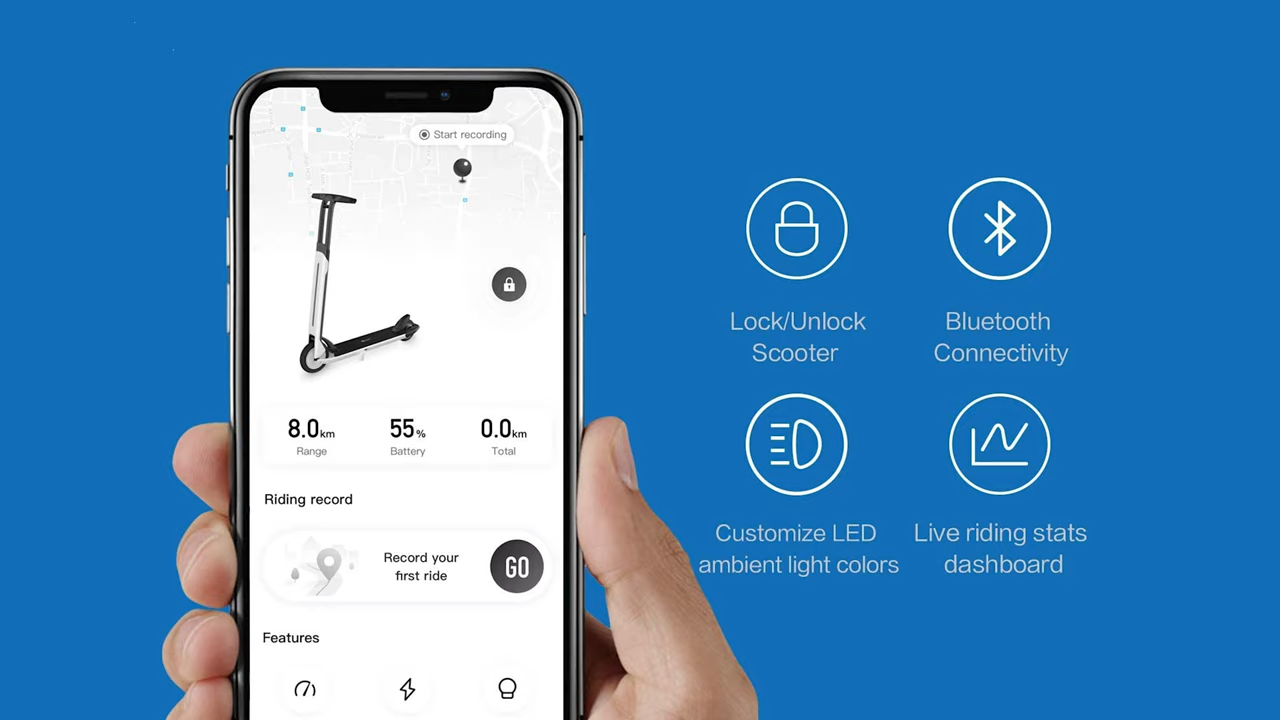 Start recording
8.0km
55%
0.0km
Range
Battery
Total
Riding record
Record your
first ride
GO
Features
Lock/Unlock
Scooter
Bluetooth
Connectivity
Customize LED
ambient light colors
Live riding stats
dashboard